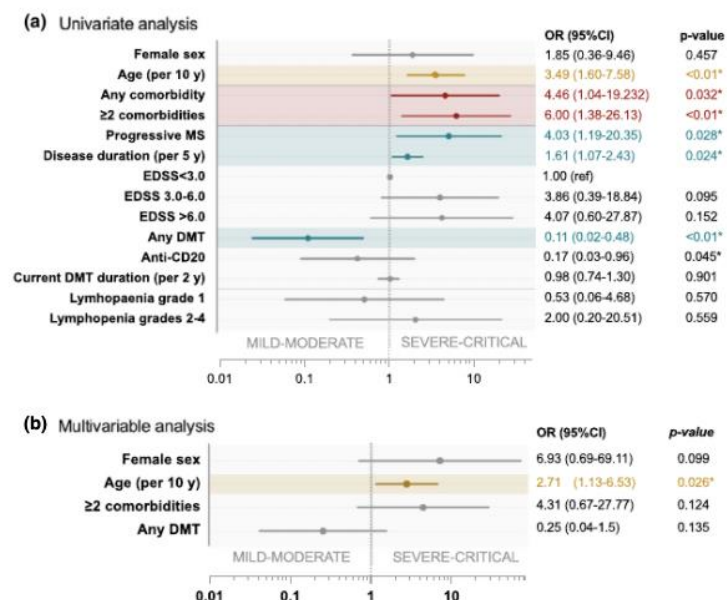 (a) Univariate analysis
OR (95%CI) p-value
Female sex 1.85 (0.36-9.46) 0.457
Age (per 10 y) 3.49 (1.60-7.58) <0.01*
Any comorbidity 4.46 (1.04-19.232) 0.032*
≥2 comorbidities 6.00 (1.38-26.13) <0.01*
Progressive MS 4.03 (1.19-20.35) 0.028*
Disease duration (per 5 y) 1.61 (1.07-2.43) 0.024*
EDSS<3.0 1.00 (ref)
EDSS 3.0-6.0 3.86 (0.39-18.84) 0.095
EDSS >6.0 4.07 (0.60-27.87) 0.152
Any DMT 0.11 (0.02-0.48) <0.01*
Anti-CD20 0.17 (0.03-0.96) 0.045*
Current DMT duration (per 2 y) 0.98 (0.74-1.30) 0.901
Lymhopaenia grade 1 0.53 (0.06-4.68) 0.570
Lymphopenia grades 2-4 2.00 (0.20-20.51) 0.559
MILD-MODERATE SEVERE-CRITICAL
0.01 0.1 1 10
(b) Multivariable analysis
OR (95%CI) p-value
Female sex 6.93 (0.69-69.11) 0.099
Age (per 10 y) 2.71 (1.13-6.53) 0.026*
≥2 comorbidities 4.31 (0.67-27.77) 0.124
Any DMT 0.25 (0.04-1.5) 0.135
MILD-MODERATE SEVERE-CRITICAL
0.01 0.1 1 10